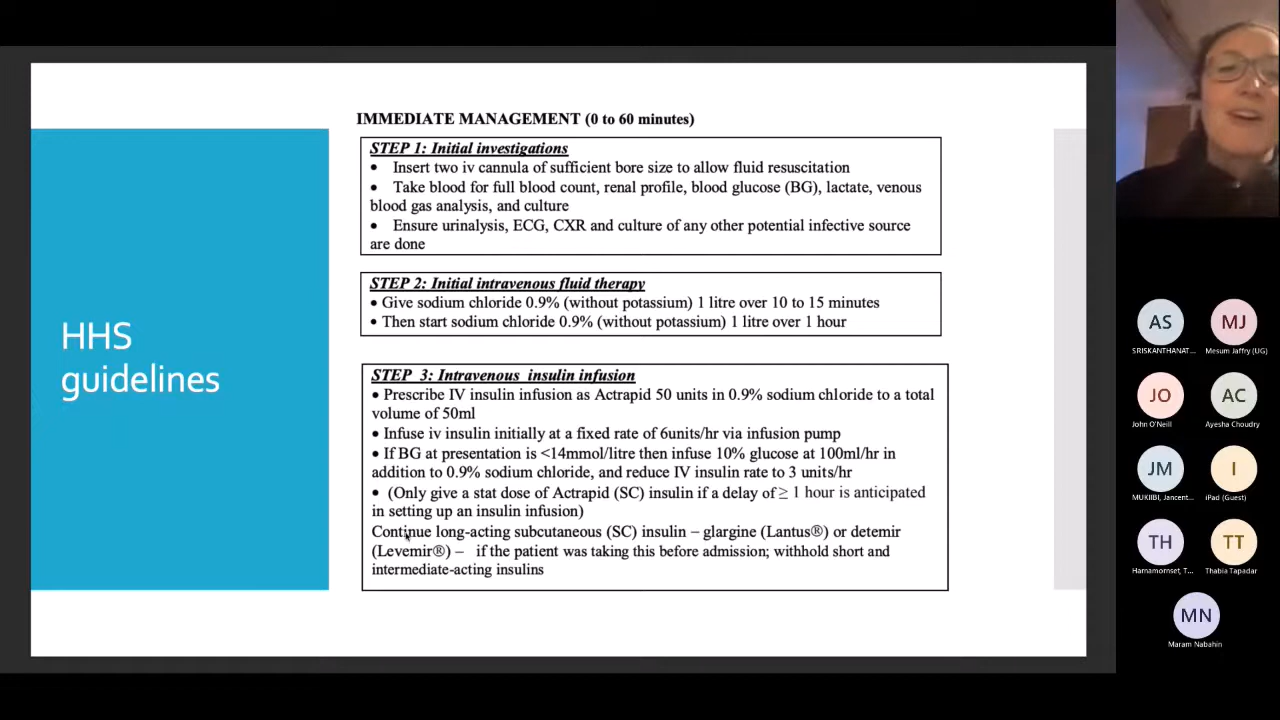 HHS
guidelines
IMMEDIATE MANAGEMENT (0 to 60 minutes)
STEP 1: Initial investigations
• Insert two iv cannula of sufficient bore size to allow fluid resuscitation
• Take blood for full blood count, renal profile, blood glucose (BG), lactate, venous
blood gas analysis, and culture
• Ensure urinalysis, ECG, CXR and culture of any other potential infective source
are done
STEP 2: Initial intravenous fluid therapy
• Give sodium chloride 0.9% (without potassium) 1 litre over 10 to 15 minutes
• Then start sodium chloride 0.9% (without potassium) 1 litre over 1 hour
STEP 3: Intravenous insulin infusion
• Prescribe IV insulin infusion as Actrapid 50 units in 0.9% sodium chloride to a total
volume of 50ml
• Infuse iv insulin initially at a fixed rate of 6units/hr via infusion pump
• If BG at presentation is <14mmol/litre then infuse 10% glucose at 100ml/hr in
addition to 0.9% sodium chloride, and reduce IV insulin rate to 3 units/hr
• (Only give a stat dose of Actrapid (SC) insulin if a delay of ≥ 1 hour is anticipated
in setting up an insulin infusion)
Continue long-acting subcutaneous (SC) insulin – glargine (Lantus®) or detemir
(Levemir®) – if the patient was taking this before admission; withhold short and
intermediate-acting insulins
AS
SRISKANTHANAT...
MJ
Mesum Jaffry (UG)
JO
John O'Neill
AC
Ayesha Choudry
JM
MUKIIBI, Jancent...
I
iPad (Guest)
TH
Hamamornset, T...
TT
Thabia Tapadar
MN
Maram Nabahin